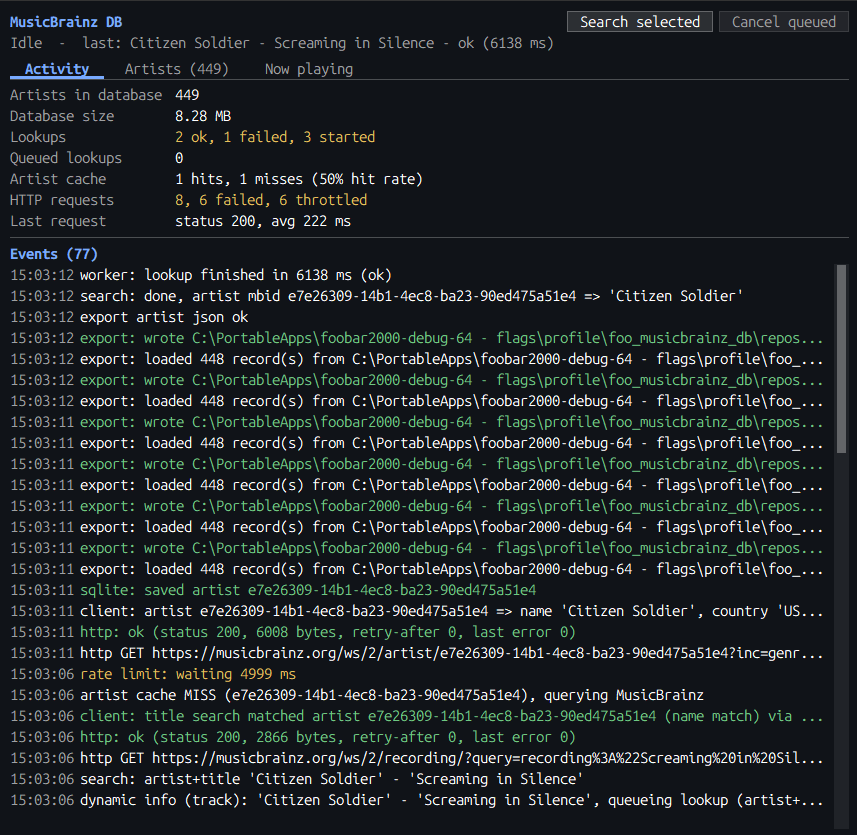 MusicBrainz DB
Search selected
Cancel queued
Idle - last: Citizen Soldier - Screaming in Silence - ok (6138 ms)
Activity Artists (449) Now playing
Artists in database 449
Database size 8.28 MB
Lookups 2 ok, 1 failed, 3 started
Queued lookups 0
Artist cache 1 hits, 1 misses (50% hit rate)
HTTP requests 8, 6 failed, 6 throttled
Last request status 200, avg 222 ms
Events (77)
15:03:12 worker: lookup finished in 6138 ms (ok)
15:03:12 search: done, artist mbid e7e26309-14b1-4ec8-ba23-90ed475a51e4 => 'Citizen Soldier'
15:03:12 export artist json ok
15:03:12 export: wrote C:\PortableApps\foobar2000-debug-64 - flags\profile\foo_musicbrainz_db\repos...
15:03:12 export: loaded 448 record(s) from C:\PortableApps\foobar2000-debug-64 - flags\profile\foo_...
15:03:12 export: wrote C:\PortableApps\foobar2000-debug-64 - flags\profile\foo_musicbrainz_db\repos...
15:03:12 export: loaded 448 record(s) from C:\PortableApps\foobar2000-debug-64 - flags\profile\foo_...
15:03:11 export: wrote C:\PortableApps\foobar2000-debug-64 - flags\profile\foo_musicbrainz_db\repos...
15:03:11 export: loaded 448 record(s) from C:\PortableApps\foobar2000-debug-64 - flags\profile\foo_...
15:03:11 export: wrote C:\PortableApps\foobar2000-debug-64 - flags\profile\foo_musicbrainz_db\repos...
15:03:11 export: loaded 448 record(s) from C:\PortableApps\foobar2000-debug-64 - flags\profile\foo_...
15:03:11 export: wrote C:\PortableApps\foobar2000-debug-64 - flags\profile\foo_musicbrainz_db\repos...
15:03:11 export: loaded 448 record(s) from C:\PortableApps\foobar2000-debug-64 - flags\profile\foo_...
15:03:11 export: wrote C:\PortableApps\foobar2000-debug-64 - flags\profile\foo_musicbrainz_db\repos...
15:03:11 export: loaded 448 record(s) from C:\PortableApps\foobar2000-debug-64 - flags\profile\foo_...
15:03:11 sqlite: saved artist e7e26309-14b1-4ec8-ba23-90ed475a51e4
15:03:11 client: artist e7e26309-14b1-4ec8-ba23-90ed475a51e4 => name 'Citizen Soldier', country 'US...
15:03:11 http: ok (status 200, 6008 bytes, retry-after 0, last error 0)
15:03:11 http GET https://musicbrainz.org/ws/2/artist/e7e26309-14b1-4ec8-ba23-90ed475a51e4?inc=genr...
15:03:06 rate limit: waiting 4999 ms
15:03:06 artist cache MISS (e7e26309-14b1-4ec8-ba23-90ed475a51e4), querying MusicBrainz
15:03:06 client: title search matched artist e7e26309-14b1-4ec8-ba23-90ed475a51e4 (name match) via ...
15:03:06 http: ok (status 200, 2866 bytes, retry-after 0, last error 0)
15:03:06 http GET https://musicbrainz.org/ws/2/recording/?query=recording%3A%22Screaming%20in%20Sil...
15:03:06 search: artist+title 'Citizen Soldier' - 'Screaming in Silence'
15:03:06 dynamic info (track): 'Citizen Soldier' - 'Screaming in Silence', queueing lookup (artist+...